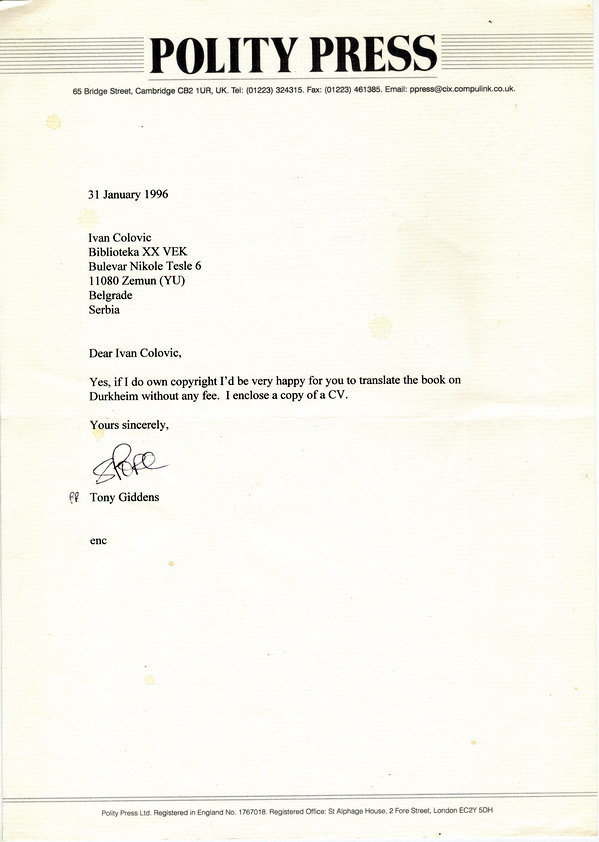 POLITY PRESS
65 Bridge Street, Cambridge CB2 1UR, UK. Tel: (01223) 324315. Fax: (01223) 461385. Email: ppress@cix.compulink.co.uk.
31 January 1996
Ivan Colovic
Biblioteka XX VEK
Bulevar Nikole Tesle 6
11080 Zemun (YU)
Belgrade
Serbia
Dear Ivan Colovic,
Yes, if I do own copyright I'd be very happy for you to translate the book on
Durkheim without any fee. I enclose a copy of a CV.
Yours sincerely,
pp Tony Giddens
enc
Polity Press Ltd. Registered in England No. 1767018. Registered Office: St Alphage House, 2 Fore Street, London EC2Y 5DH